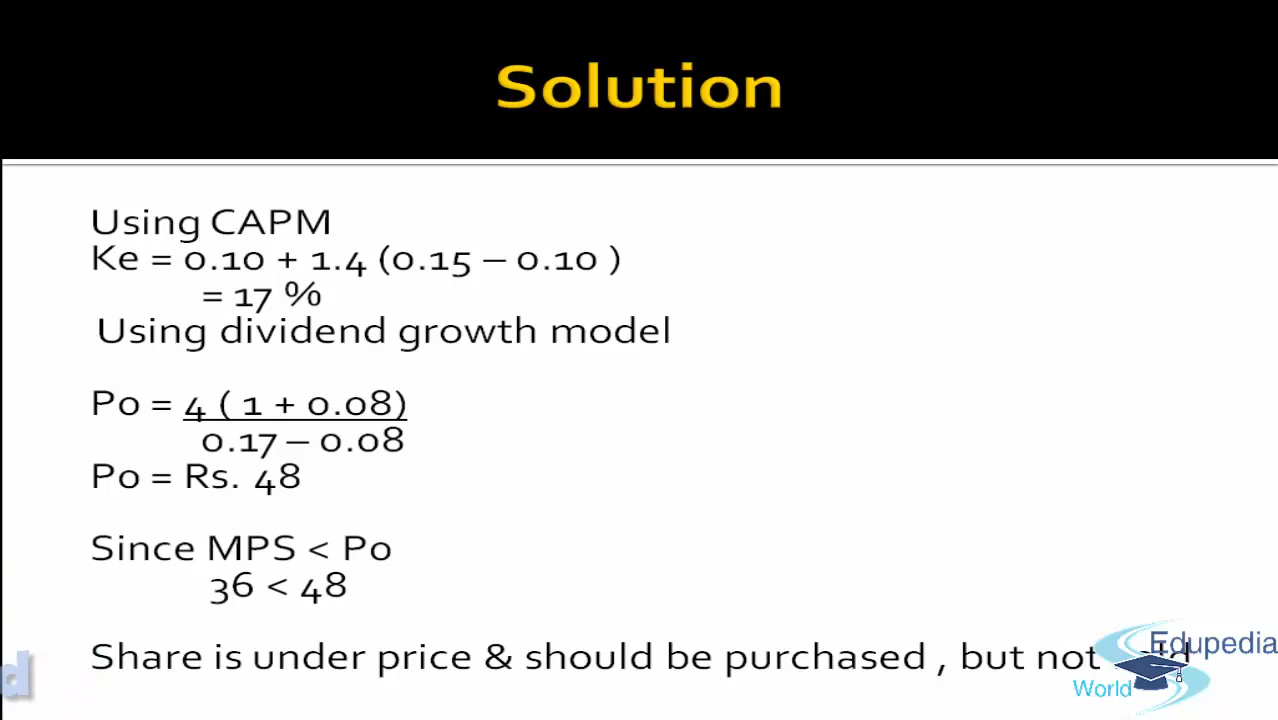 Solution
Using CAPM
Ke = 0.10 + 1.4 (0.15 – 0.10 )
= 17 %
Using dividend growth model
Po = 4 ( 1 + 0.08)
0.17 – 0.08
Po = Rs. 48
Since MPS < Po
36 < 48
Share is under price & should be purchased , but not
Edupedia
World
d